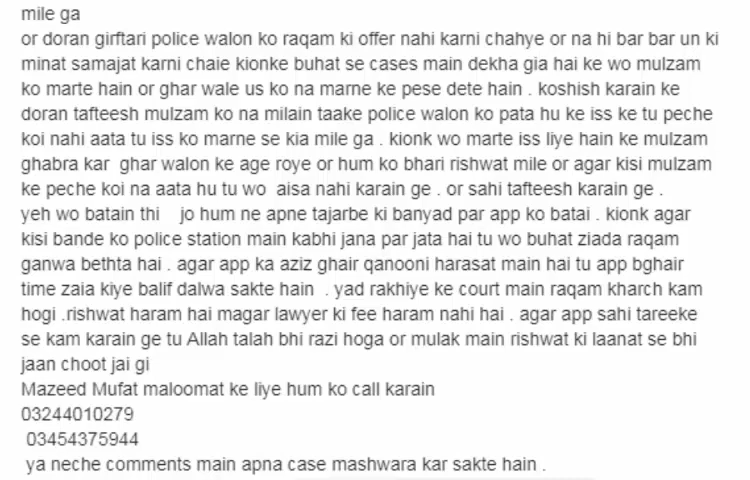 mile ga
or doran girftari police walon ko raqam ki offer nahi karni chahye or na hi bar bar un ki
minat samajat karni chaie kionke buhat se cases main dekha gia hai ke wo mulzam
ko marte hain or ghar wale us ko na marne ke pese dete hain . koshish karain ke
doran tafteesh mulzam ko na milain taake police walon ko pata hu ke iss ke tu peche
koi nahi aata tu iss ko marne se kia mile ga . kionk wo marte iss liye hain ke mulzam
ghabra kar ghar walon ke age roye or hum ko bhari rishwat mile or agar kisi mulzam
ke peche koi na aata hu tu wo aisa nahi karain ge . or sahi tafteesh karain ge .
yeh wo batain thi jo hum ne apne tajarbe ki banyad par app ko batai . kionk agar
kisi bande ko police station main kabhi jana par jata hai tu wo buhat ziada raqam
ganwa bethta hai . agar app ka aziz ghair qanooni harasat main hai tu app bghair
time zaia kiye balif dalwa sakte hain . yad rakhiye ke court main raqam kharch kam
hogi .rishwat haram hai magar lawyer ki fee haram nahi hai . agar app sahi tareeke
se kam karain ge tu Allah talah bhi razi hoga or mulak main rishwat ki laanat se bhi
jaan choot jai gi
Mazeed Mufat maloomat ke liye hum ko call karain
03244010279
03454375944
ya neche comments main apna case mashwara kar sakte hain .